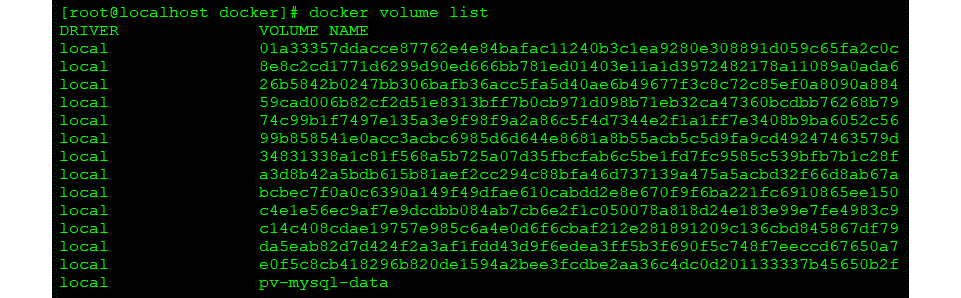 [root@localhost docker]# docker volume list
DRIVER VOLUME NAME
local 01a33357ddacce87762e4e84bafac11240b3c1ea9280e308891d059c65fa2c0c
local 8e8c2cd1771d6299d90ed666bb781ed01403e11a1d3972482178a11089a0ada6
local 26b5842b0247bb306bafb36acc5fa5d40ae6b49677f3c8c72c85ef0a8090a884
local 59cad006b82cf2d51e8313bff7b0cb971d098b71eb32ca47360bcdbb76268b79
local 74c99b1f7497e135a3e9f98f9a2a86c5f4d7344e2f1a1ff7e3408b9ba6052c56
local 99b858541e0acc3acbc6985d6d644e8681a8b55acb5c5d9fa9cd49247463579d
local 34831338a1c81f568a5b725a07d35fbcfab6c5be1fd7fc9585c539bfb7b1c28f
local a3d8b42a5bdb615b81aef2cc294c88bfa46d737139a475a5acbd32f66d8ab67a
local bcbec7f0a0c6390a149f49dfae610cabdd2e8e670f9f6ba221fc6910865ee150
local c4e1e56ec9af7e9dcdbb084ab7cb6e2f1c050078a818d24e183e99e7fe4983c9
local c14c408cdae19757e985c6a4e0d6f6cbaf212e281891209c136cbd845867df79
local da5eab82d7d424f2a3af1fdd43d9f6edea3ff5b3f690f5c748f7eeccd67650a7
local e0f5c8cb418296b820de1594a2bee3fcdbe2aa36c4dc0d201133337b45650b2f
local pv-mysql-data